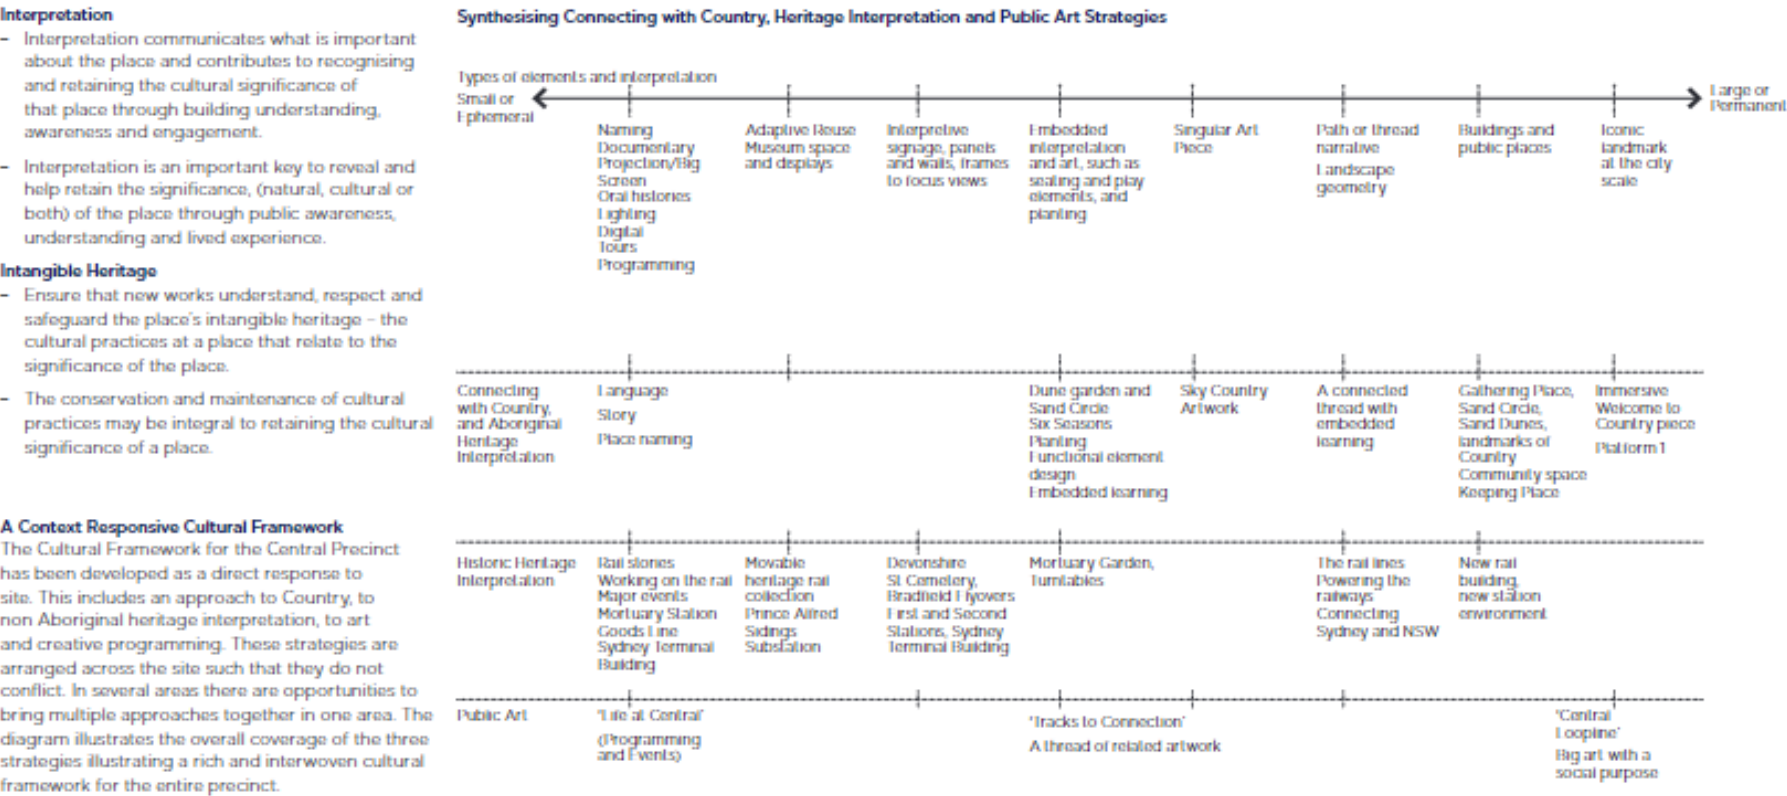 Interpretation
– Interpretation communicates what is important
about the place and contributes to recognising
and retaining the cultural significance of
that place through building understanding,
awareness and engagement.
– Interpretation is an important key to reveal and
help retain the significance, (natural, cultural or
both) of the place through public awareness,
understanding and lived experience.
Intangible Heritage
– Ensure that new works understand, respect and
safeguard the place's intangible heritage – the
cultural practices at a place that relate to the
significance of the place.
– The conservation and maintenance of cultural
practices may be integral to retaining the cultural
significance of a place.
A Context Responsive Cultural Framework
The Cultural Framework for the Central Precinct
has been developed as a direct response to
site. This includes an approach to Country, to
non Aboriginal heritage interpretation, to art
and creative programming. These strategies are
arranged across the site such that they do not
conflict. In several areas there are opportunities to
bring multiple approaches together in one area. The
diagram illustrates the overall coverage of the three
strategies illustrating a rich and interwoven cultural
framework for the entire precinct.
Synthesising Connecting with Country, Heritage Interpretation and Public Art Strategies
Types of elements and interpretation
Small or
Ephemeral
Large or
Permanent
Naming
Documentary
Projection/Big
Screen
Oral histories
Lighting
Digital
Tours
Programming
Adaptive Reuse
Museum space
and displays
Interpretive
signage, panels
and walls, frames
to focus views
Embedded
interpretation
and art, such as
seating and play
elements, and
planting
Singular Art
Piece
Path or thread
narrative
Landscape
geometry
Buildings and
public places
Iconic
landmark
at the city
scale
Connecting
with Country,
and Aboriginal
Heritage
Interpretation
Language
Story
Place naming
Dune garden and
Sand Circle
Six Seasons
Planting
Functional element
design
Embedded learning
Sky Country
Artwork
A connected
thread with
embedded
learning
Gathering Place,
Sand Circle,
Sand Dunes,
landmarks of
Country
Community space
Keeping Place
Immersive
Welcome to
Country piece
Platform 1
Historic Heritage
Interpretation
Rail stories
Working on the rail
Major events
Mortuary Station
Goods Line
Sydney Terminal
Building
Movable
heritage rail
collection
Prince Alfred
Sidings
Substation
Devonshire
St Cemetery,
Bradfield Flyovers
First and Second
Stations, Sydney
Terminal Building
Mortuary Garden,
Turntables
The rail lines
Powering the
railways
Connecting
Sydney and NSW
New rail
building,
new station
environment
Public Art
'Life at Central'
(Programming
and Events)
'Tracks to Connection'
A thread of related artwork
'Central
Loopline'
Big art with a
social purpose